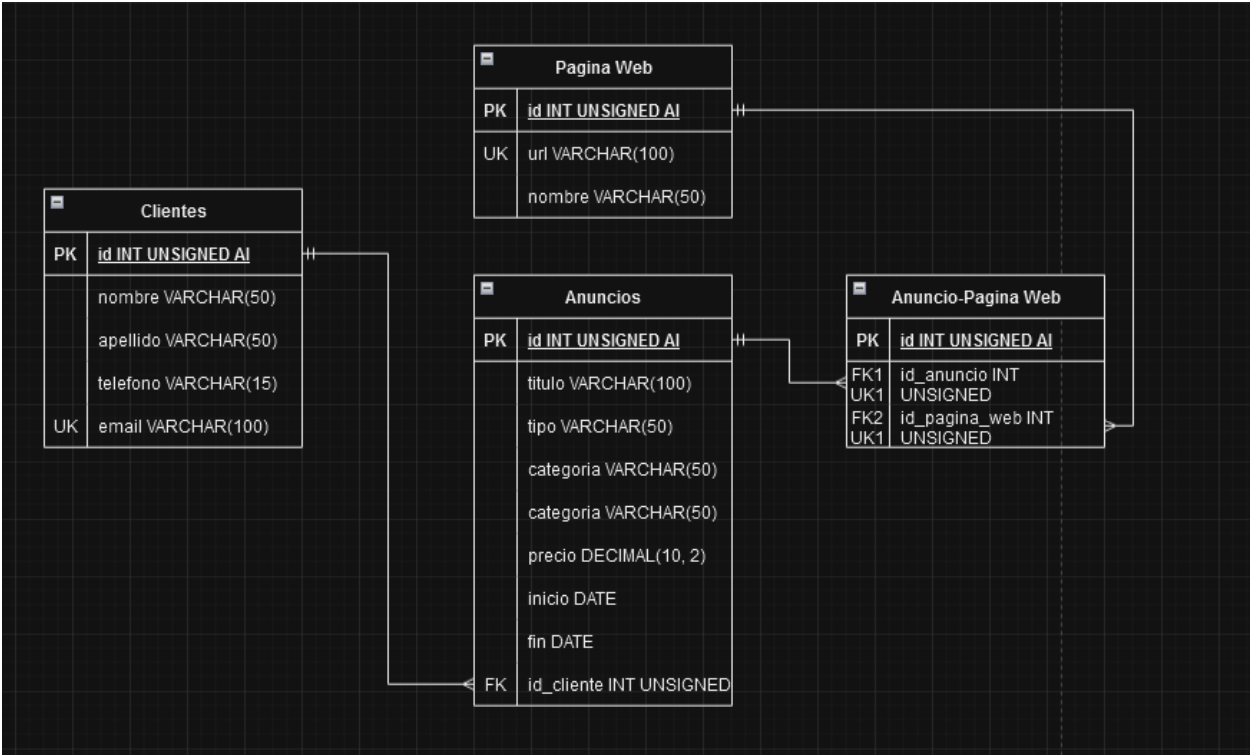 Pagina Web
PK id INT UNSIGNED AI
UK url VARCHAR(100)
nombre VARCHAR(50)
Clientes
PK id INT UNSIGNED AI
nombre VARCHAR(50)
apellido VARCHAR(50)
telefono VARCHAR(15)
UK email VARCHAR(100)
Anuncios
PK id INT UNSIGNED AI
titulo VARCHAR(100)
tipo VARCHAR(50)
categoria VARCHAR(50)
categoria VARCHAR(50)
precio DECIMAL(10, 2)
inicio DATE
fin DATE
FK id_cliente INT UNSIGNED
Anuncio-Pagina Web
PK id INT UNSIGNED AI
FK1 id_anuncio INT
UK1 UNSIGNED
FK2 id_pagina_web INT
UK1 UNSIGNED